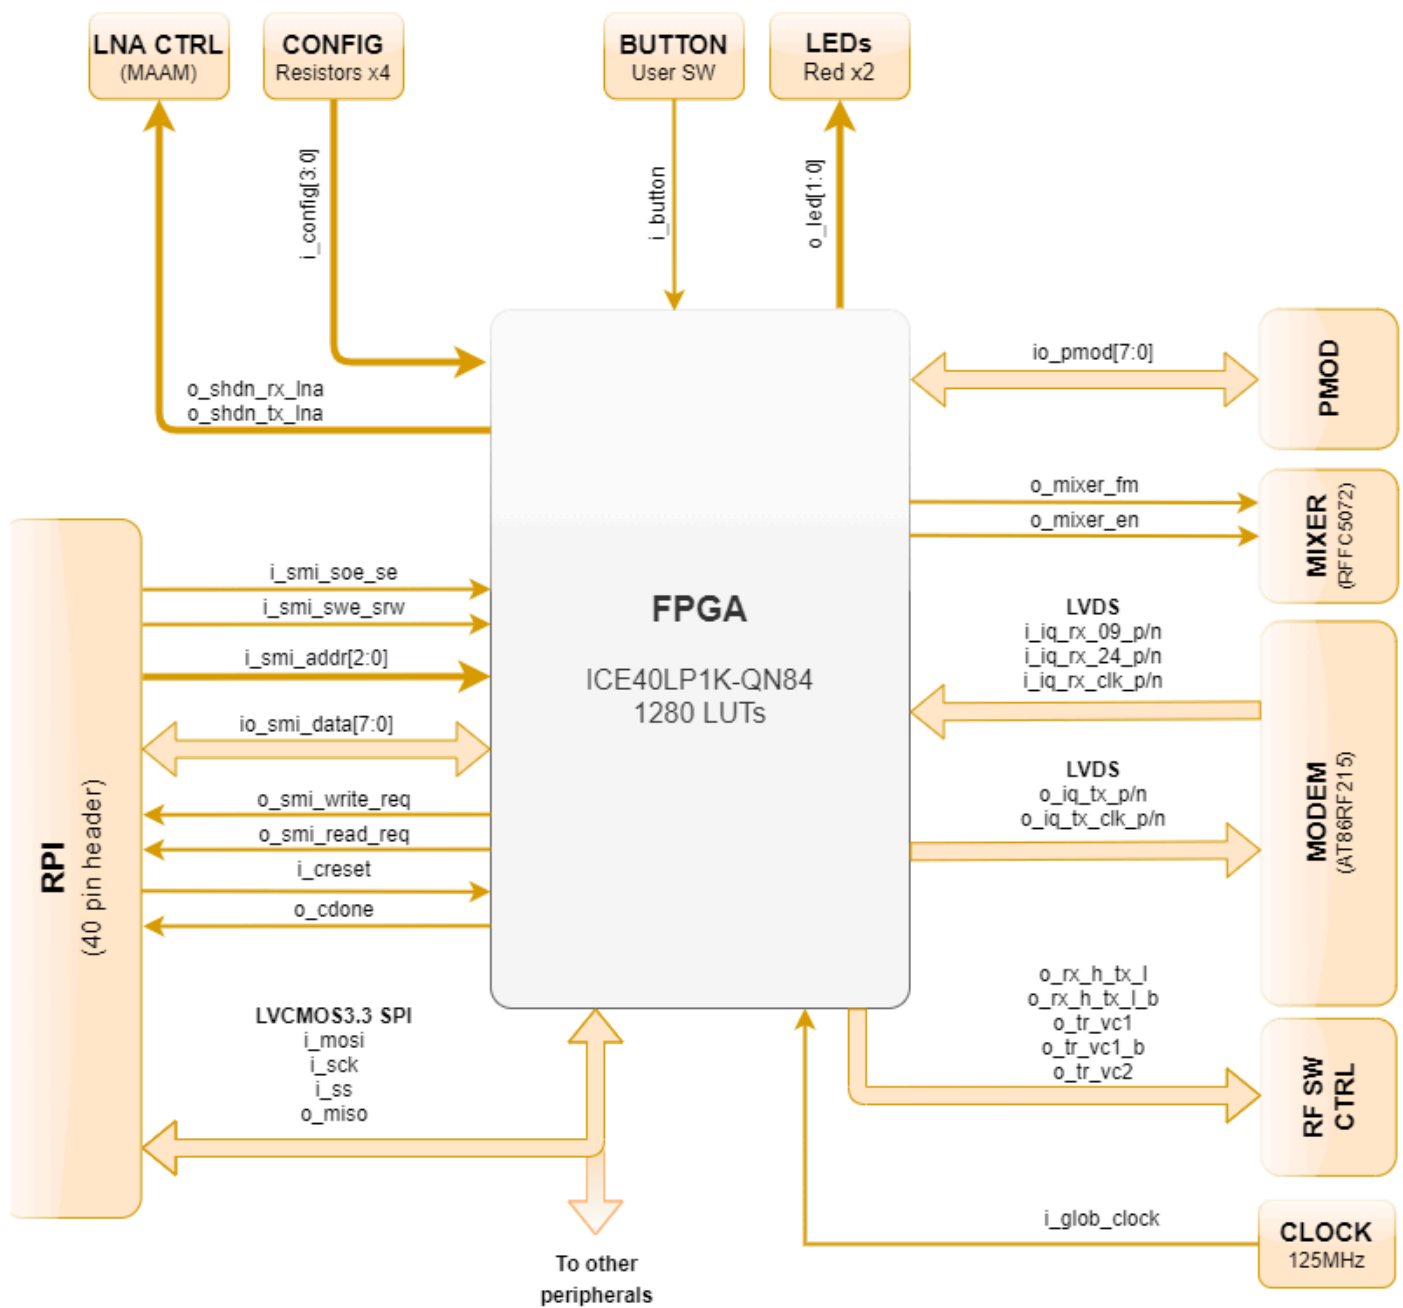 LNA CTRL
(MAAM)
CONFIG
Resistors x4
BUTTON
User SW
LEDs
Red x2
i_config[3:0]
i_button
o_led[1:0]
o_shdn_rx_lna
o_shdn_tx_lna
io_pmod[7:0]
PMOD
o_mixer_fm
o_mixer_en
MIXER
(RFFC5072)
RPI
(40 pin header)
i_smi_soe_se
i_smi_swe_srw
i_smi_addr[2:0]
io_smi_data[7:0]
o_smi_write_req
o_smi_read_req
i_creset
o_cdone
FPGA
ICE40LP1K-QN84
1280 LUTs
LVDS
i_iq_rx_09_p/n
i_iq_rx_24_p/n
i_iq_rx_clk_p/n
LVDS
o_iq_tx_p/n
o_iq_tx_clk_p/n
MODEM
(AT86RF215)
LVCMOS3.3 SPI
i_mosi
i_sck
i_ss
o_miso
o_rx_h_tx_l
o_rx_h_tx_l_b
o_tr_vc1
o_tr_vc1_b
o_tr_vc2
RF SW
CTRL
i_glob_clock
CLOCK
125MHz
To other
peripherals